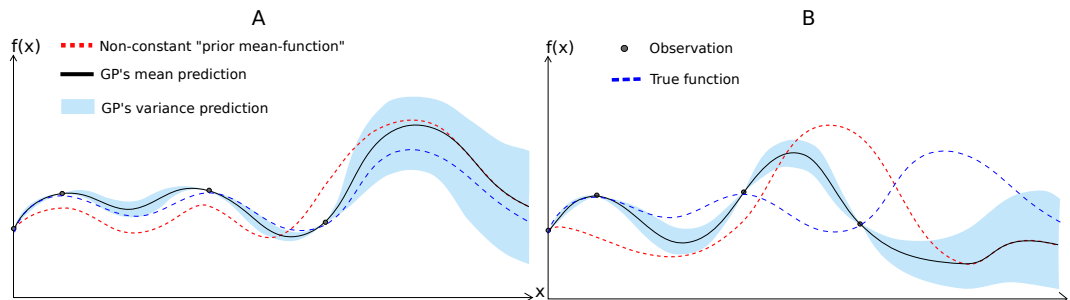 A
B
f(x)
Non-constant "prior mean-function"
GP's mean prediction
GP's variance prediction
f(x)
Observation
True function
x